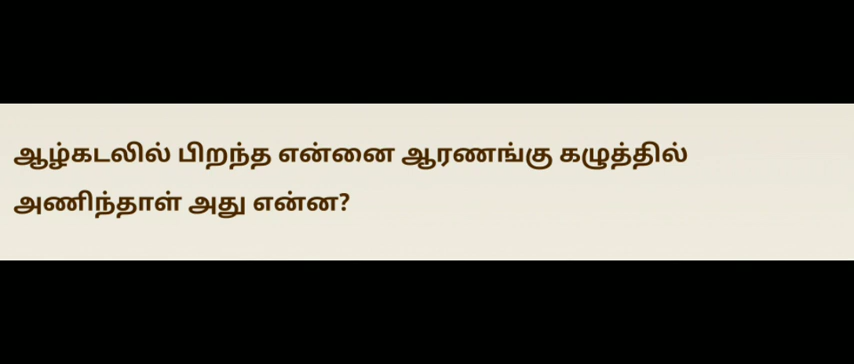 ஆழ்கடலில் பிறந்த என்னை ஆரணங்கு கழுத்தில்
அணிந்தாள் அது என்ன?